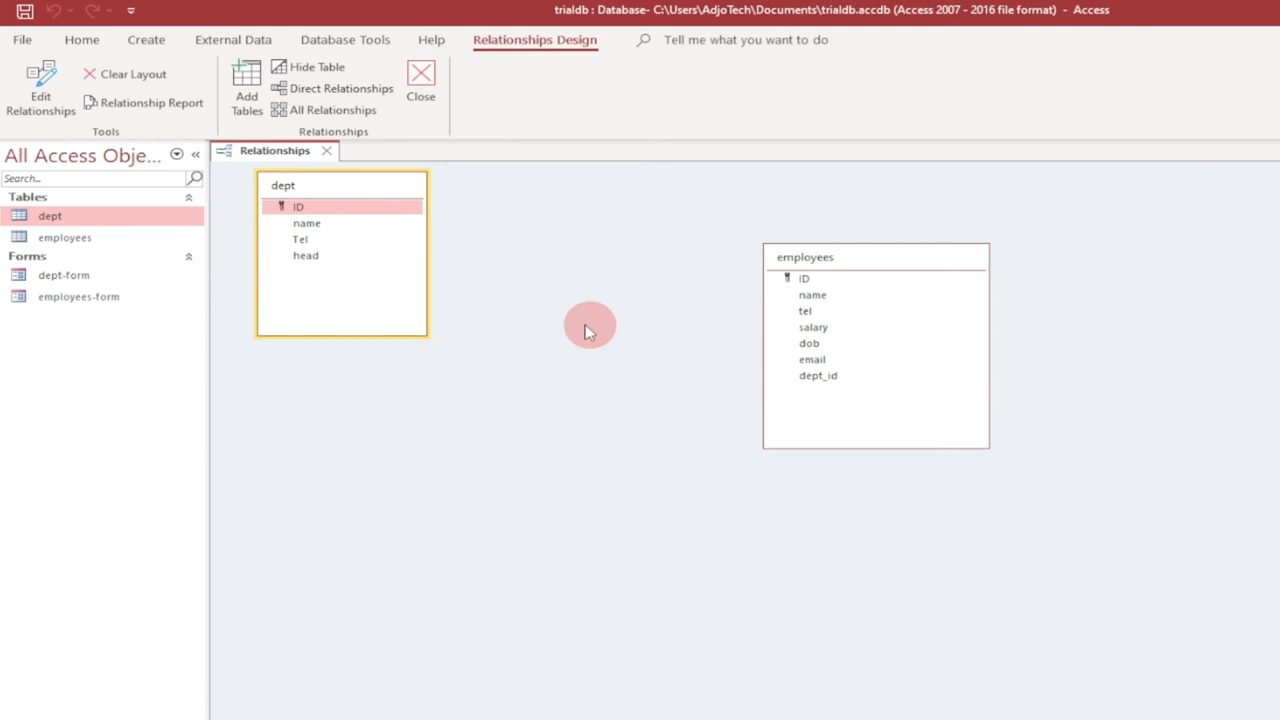 trialdb : Database- C:\Users\AdjoTech\Documents\trialdb.accdb (Access 2007 - 2016 file format) - Access
File Home Create External Data Database Tools Help Relationships Design Tell me what you want to do
Edit Relationships
Clear Layout
Relationship Report
Tools
Add Tables
Hide Table
Direct Relationships
All Relationships
Close
Relationships
All Access Obje...
Search...
Tables
dept
employees
Forms
dept-form
employees-form
Relationships
dept
ID
name
Tel
head
employees
ID
name
tel
salary
dob
email
dept_id